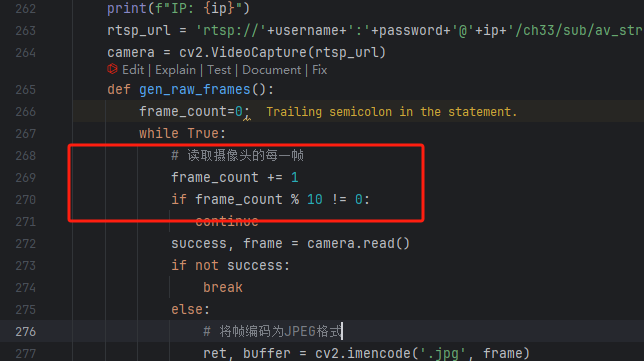 262 print(f"IP: {ip}")
263 rtsp_url = 'rtsp://'+username+':'+password+'@'+ip+'/ch33/sub/av_str
264 camera = cv2.VideoCapture(rtsp_url)
Edit | Explain | Test | Document | Fix
265 def gen_raw_frames():
266 frame_count=0; Trailing semicolon in the statement.
267 while True:
268 # 读取摄像头的每一帧
269 frame_count += 1
270 if frame_count % 10 != 0:
271 continue
272 success, frame = camera.read()
273 if not success:
274 break
275 else:
276 # 将帧编码为JPEG格式
277 ret, buffer = cv2.imencode('.jpg', frame)